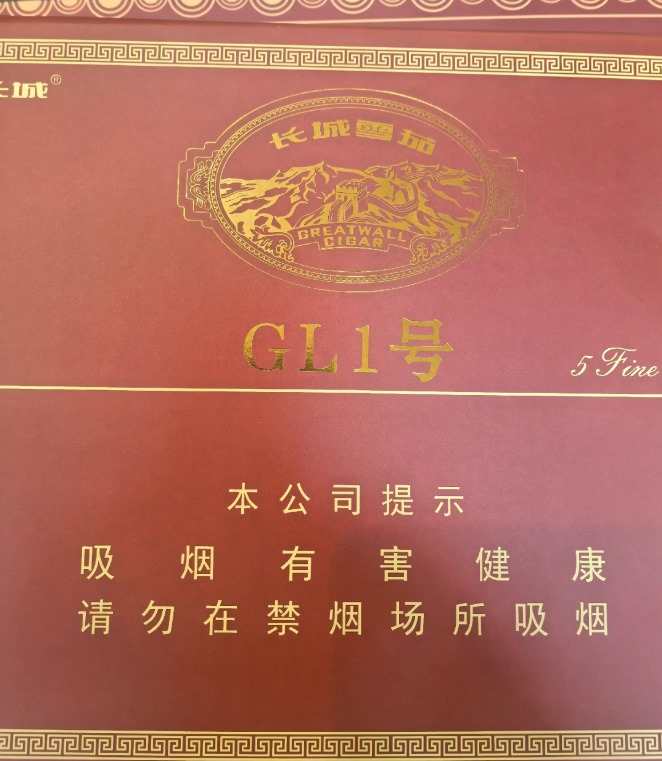 长城®
长城雪茄
GREATWALL
CIGAR
GL1号
5 Fine
本公司提示
吸烟有害健康
请勿在禁烟场所吸烟